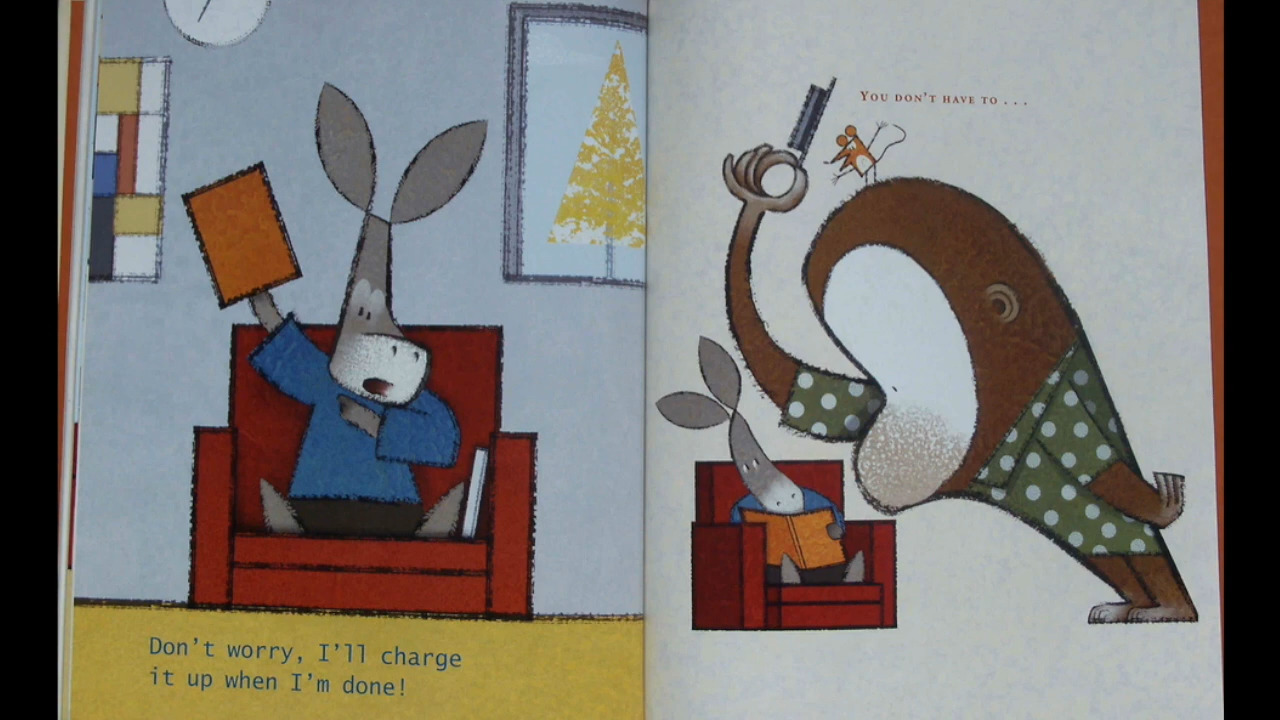 Don't worry, I'll charge
it up when I'm done!
You don't have to . . .